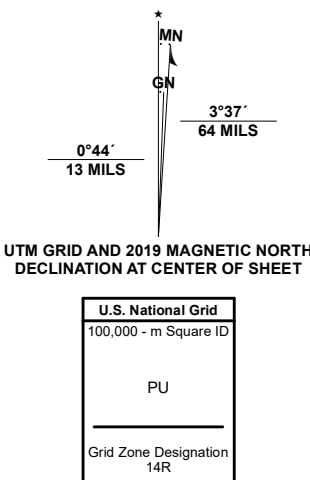 ★
MN
GN
3°37´
64 MILS
0°44´
13 MILS
UTM GRID AND 2019 MAGNETIC NORTH
DECLINATION AT CENTER OF SHEET
U.S. National Grid
100,000 - m Square ID
PU
Grid Zone Designation
14R